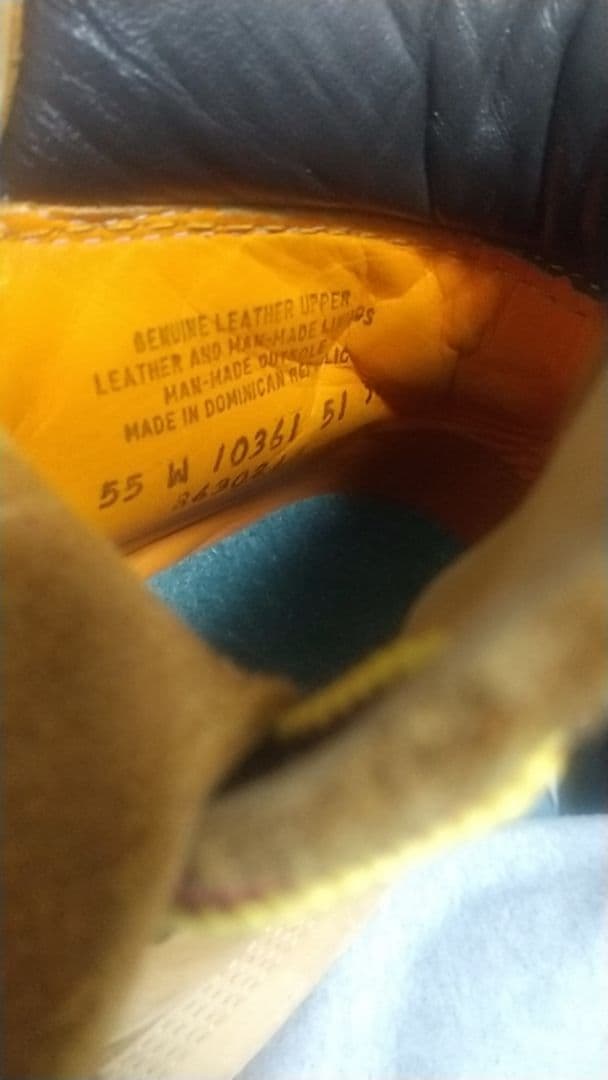 GENUINE LEATHER UPPER
LEATHER AND MAN-MADE LININGS
MAN-MADE OUTSOLE
MADE IN DOMINICAN REPUBLIC
55 W 10361 51